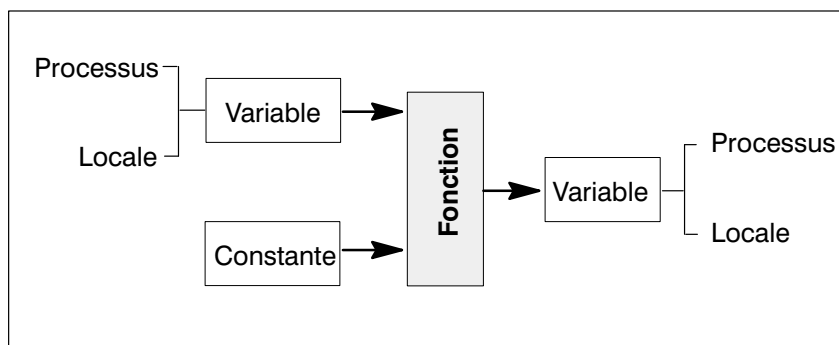 Processus
Variable
Locale
Constante
Fonction
Variable
Processus
Locale